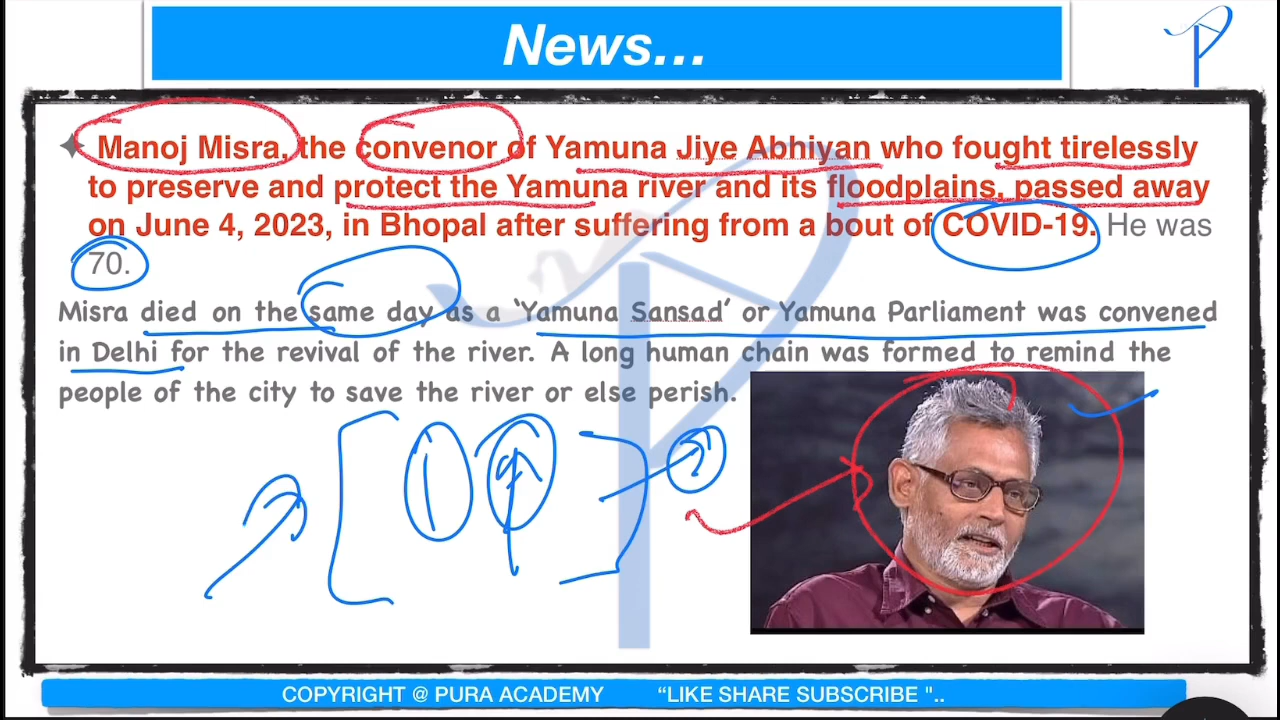 News...
Manoj Misra, the convenor of Yamuna Jiye Abhiyan who fought tirelessly
to preserve and protect the Yamuna river and its floodplains, passed away
on June 4, 2023, in Bhopal after suffering from a bout of COVID-19. He was
70.
Misra died on the same day as a ‘Yamuna Sansad’ or Yamuna Parliament was convened
in Delhi for the revival of the river. A long human chain was formed to remind the
people of the city to save the river or else perish.
COPYRIGHT @ PURA ACADEMY “LIKE SHARE SUBSCRIBE "..